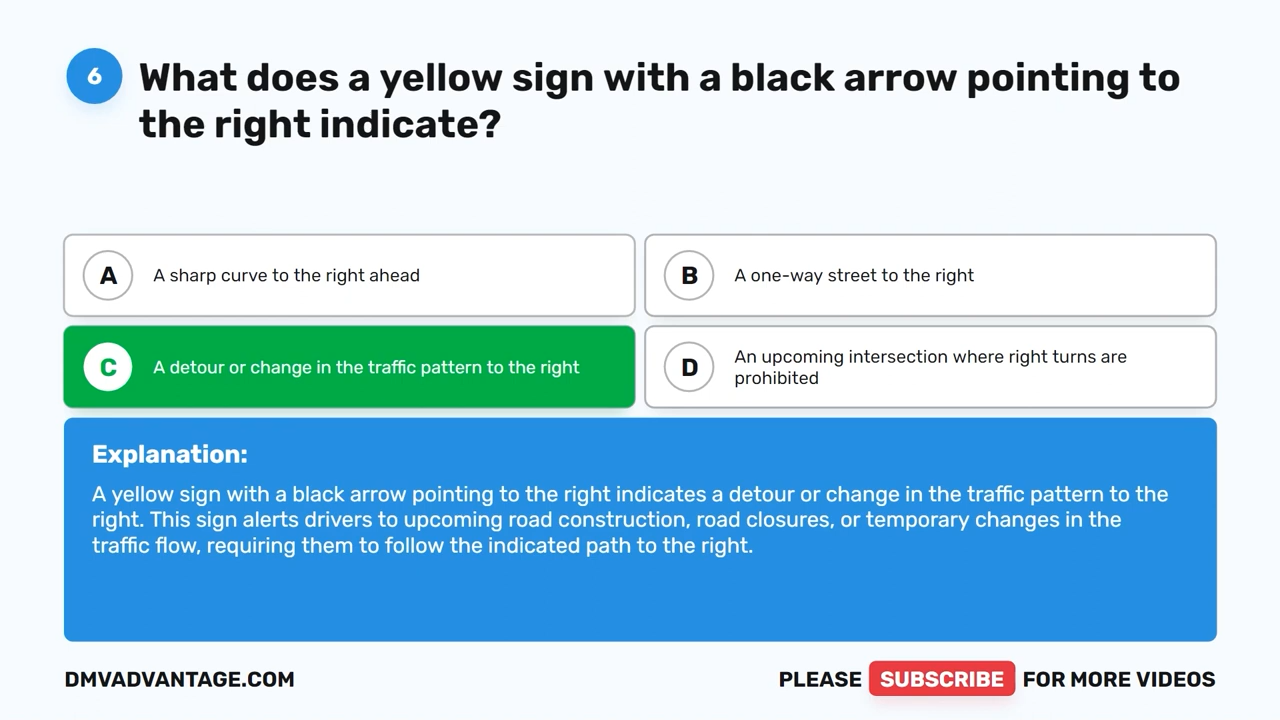 6
What does a yellow sign with a black arrow pointing to
the right indicate?
A
A sharp curve to the right ahead
B
A one-way street to the right
C
A detour or change in the traffic pattern to the right
D
An upcoming intersection where right turns are
prohibited
Explanation:
A yellow sign with a black arrow pointing to the right indicates a detour or change in the traffic pattern to the
right. This sign alerts drivers to upcoming road construction, road closures, or temporary changes in the
traffic flow, requiring them to follow the indicated path to the right.
DMVADVANTAGE.COM
PLEASE SUBSCRIBE FOR MORE VIDEOS